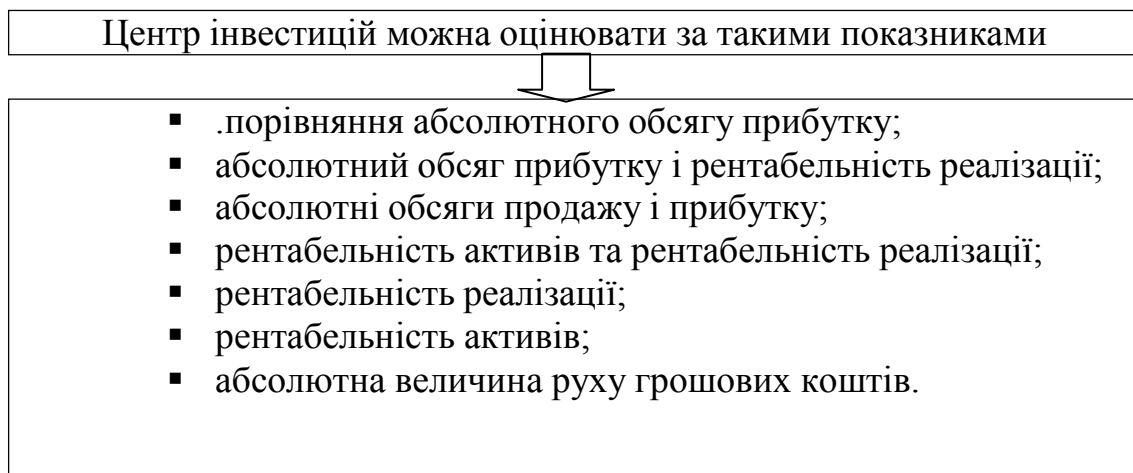 Центр інвестицій можна оцінювати за такими показниками
▪ .порівняння абсолютного обсягу прибутку;
▪ абсолютний обсяг прибутку і рентабельність реалізації;
▪ абсолютні обсяги продажу і прибутку;
▪ рентабельність активів та рентабельність реалізації;
▪ рентабельність реалізації;
▪ рентабельність активів;
▪ абсолютна величина руху грошових коштів.